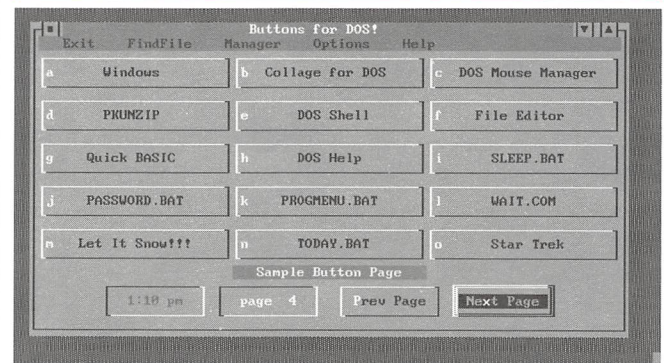 Buttons for DOS!
Exit FindFile Manager Options Help
a Windows b Collage for DOS c DOS Mouse Manager
d PKUNZIP e DOS Shell f File Editor
g Quick BASIC h DOS Help i SLEEP.BAT
j PASSWORD.BAT k PROGMENU.BAT l WAIT.COM
m Let It Snow!!! n TODAY.BAT o Star Trek
Sample Button Page
1:10 pm page 4 Prev Page Next Page